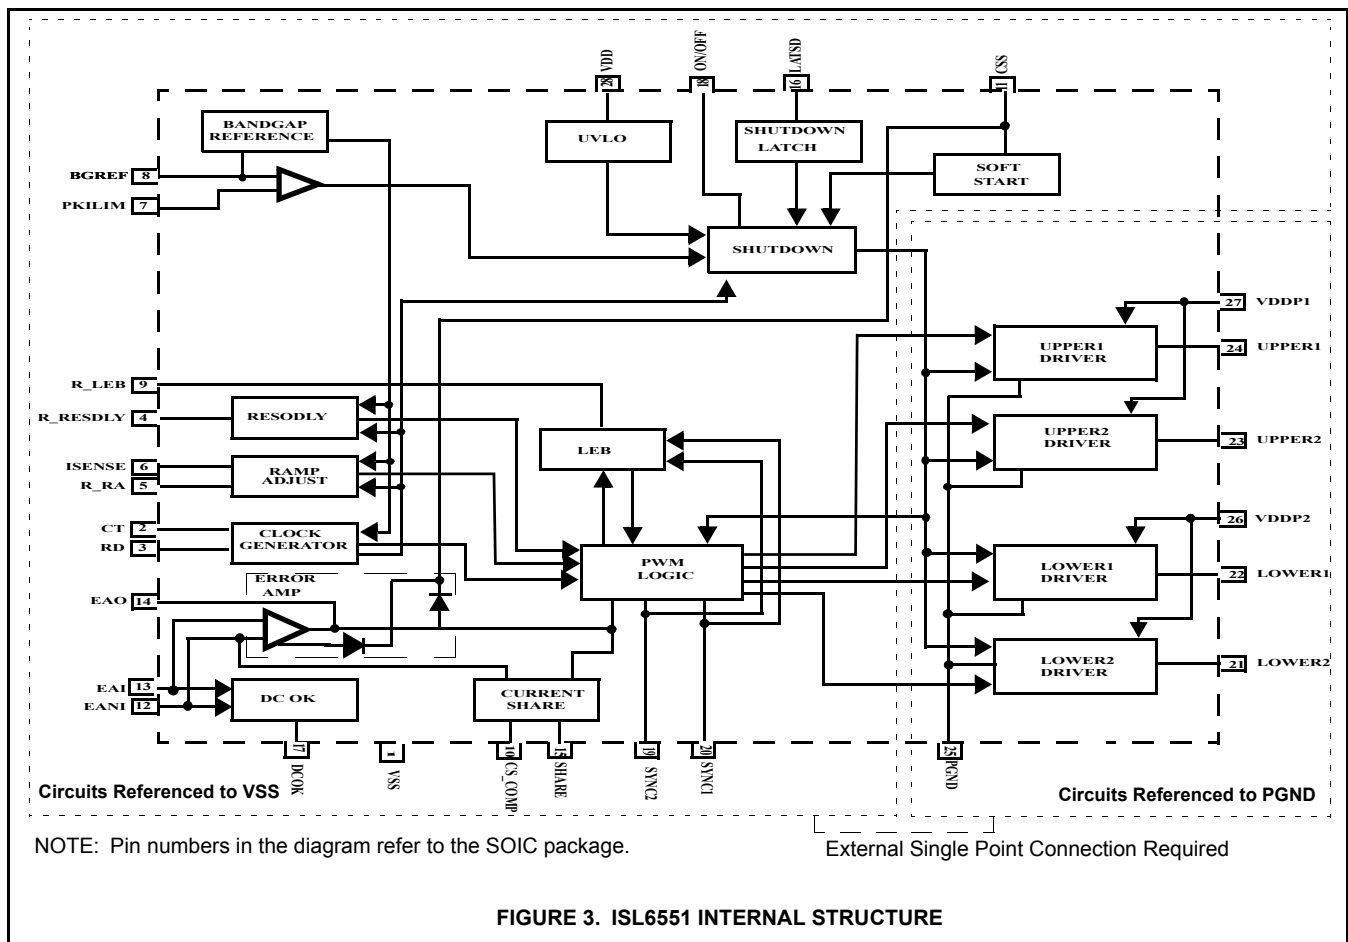 28 VDD
18 ON/OFF
16 LATSD
11 CSS
BANDGAP
REFERENCE
UVLO
SHUTDOWN
LATCH
SOFT
START
BGREF 8
PKILIM 7
SHUTDOWN
27 VDDP1
UPPER1
DRIVER
24 UPPER1
R_LEB 9
R_RESDLY 4
RESODLY
UPPER2
DRIVER
23 UPPER2
LEB
ISENSE 6
R_RA 5
RAMP
ADJUST
CT 2
RD 3
CLOCK
GENERATOR
26 VDDP2
PWM
LOGIC
LOWER1
DRIVER
22 LOWER1
ERROR
AMP
EAO 14
LOWER2
DRIVER
21 LOWER2
EAI 13
EANI 12
DC OK
CURRENT
SHARE
17 DCOK
1 VSS
10 CS_COMP
15 SHARE
19 SYNC2
20 SYNC1
25 PGND
Circuits Referenced to VSS
Circuits Referenced to PGND
NOTE: Pin numbers in the diagram refer to the SOIC package.
External Single Point Connection Required
FIGURE 3. ISL6551 INTERNAL STRUCTURE